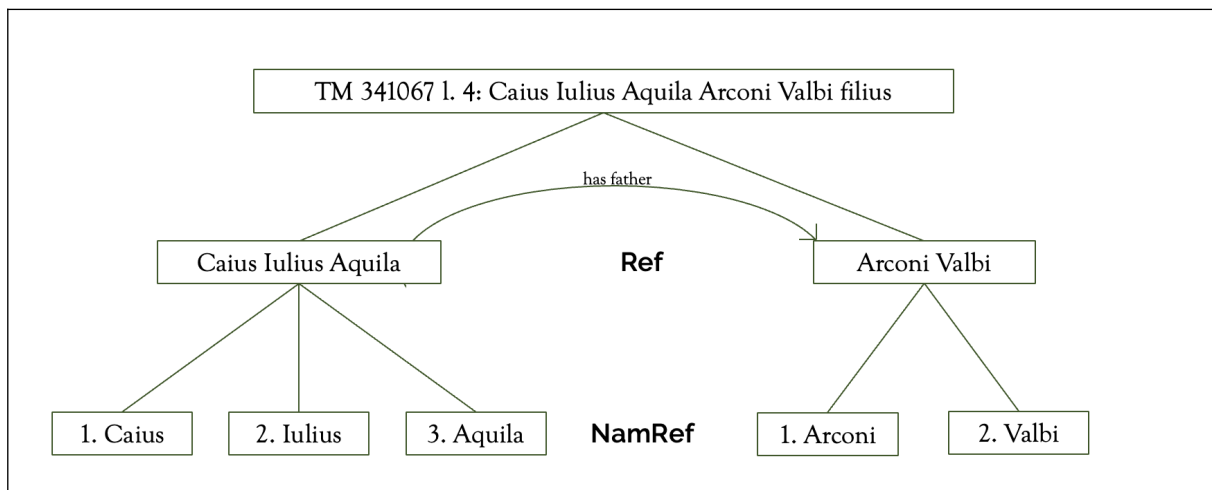 TM 341067 l. 4: Caius Iulius Aquila Arconi Valbi filius
has father
Caius Iulius Aquila
Ref
Arconi Valbi
1. Caius
2. Iulius
3. Aquila
NamRef
1. Arconi
2. Valbi